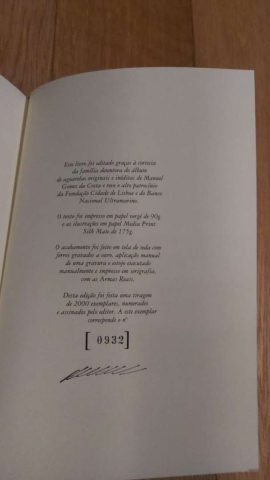 Este livro foi editado graças à cortesia
da família detentora do álbum
de aguarelas originais e inéditas de Manuel
Gomes da Costa e teve o alto patrocínio
da Fundação Cidade de Lisboa e do Banco
Nacional Ultramarino.
O texto foi impresso em papel vergé de 90g
e as ilustrações em papel Media Print
Silk Mate de 175g.
O acabamento foi feito em tela de seda com
ferros gravados a ouro, aplicação manual
de uma gravura e estojo executado
manualmente e impresso em serigrafia,
com as Armas Reais.
Desta edição foi feita uma tiragem
de 2000 exemplares, numerados
e assinados pelo editor. A este exemplar
corresponde o nº
[ 0932 ]